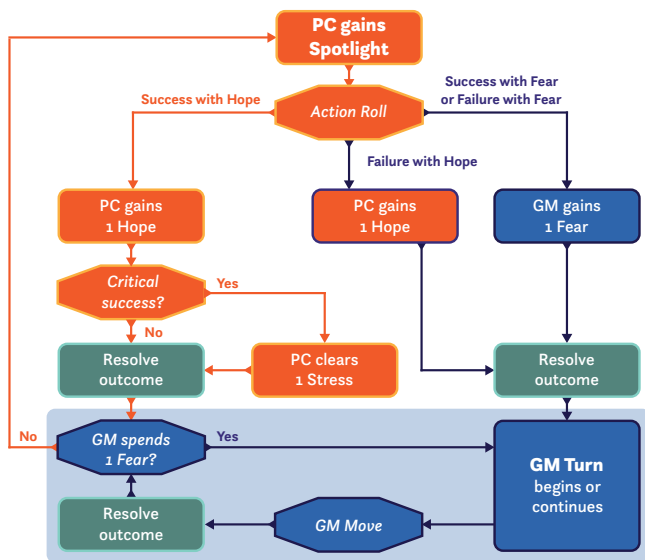 PC gains
Spotlight
Success with Hope
Action Roll
Success with Fear
or Failure with Fear
Failure with Hope
PC gains
1 Hope
PC gains
1 Hope
GM gains
1 Fear
Critical
success?
Yes
No
Resolve
outcome
PC clears
1 Stress
Resolve
outcome
No
GM spends
1 Fear?
Yes
GM Turn
begins or
continues
Resolve
outcome
GM Move